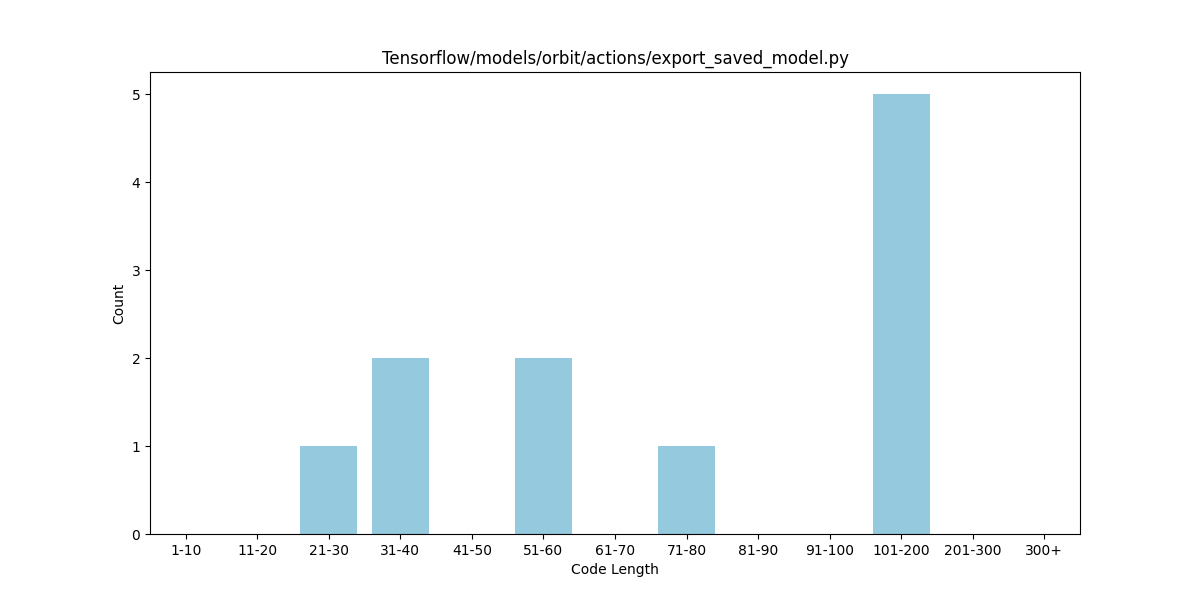 Tensorflow/models/orbit/actions/export_saved_model.py
5
4
3
2
1
0
Count
1-10 11-20 21-30 31-40 41-50 51-60 61-70 71-80 81-90 91-100 101-200 201-300 300+
Code Length